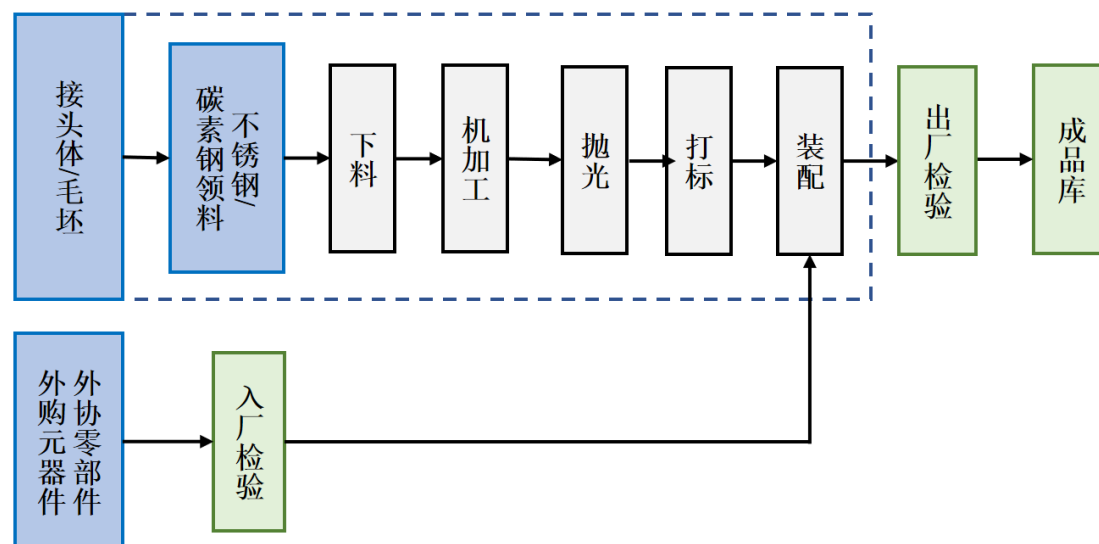 接头体/毛坯
不锈钢/
碳素钢领料
下料
机加工
抛光
打标
装配
出厂检验
成品库
外协零部件
外购元器件
入厂检验